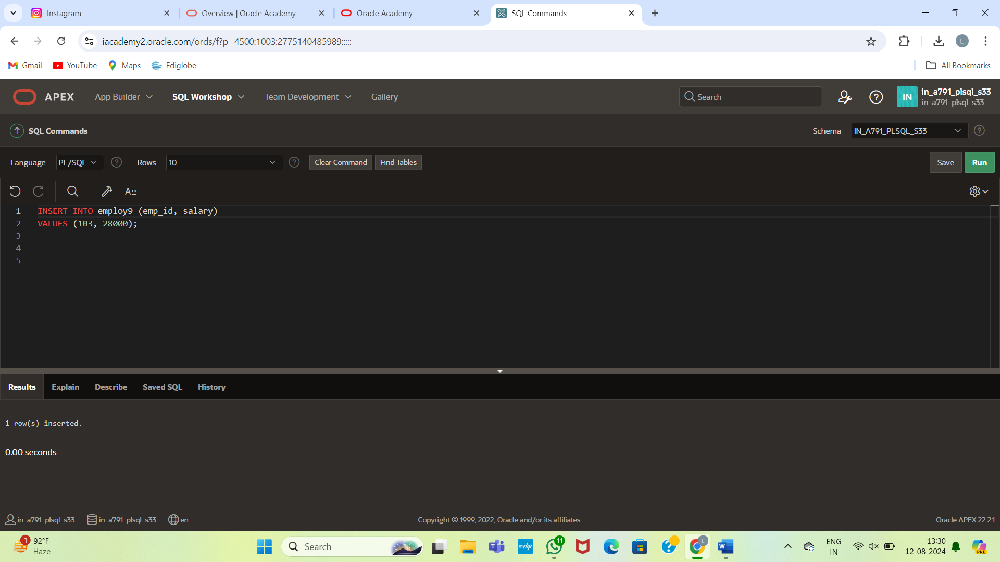 Instagram
Overview | Oracle Academy
Oracle Academy
SQL Commands
iacademy2.oracle.com/ords/f?p=4500:1003:2775140485989:::::
L
Gmail
YouTube
Maps
Ediglobe
All Bookmarks
APEX
App Builder
SQL Workshop
Team Development
Gallery
Search
IN
in_a791_plsql_s33
in_a791_plsql_s33
SQL Commands
Schema
IN_A791_PLSQL_S33
Language
PL/SQL
Rows
10
Clear Command
Find Tables
Save
Run
1 INSERT INTO employ9 (emp_id, salary)
2 VALUES (103, 28000);
3
4
5
Results
Explain
Describe
Saved SQL
History
1 row(s) inserted.
0.00 seconds
in_a791_plsql_s33
in_a791_plsql_s33
en
Copyright © 1999, 2022, Oracle and/or its affiliates.
Oracle APEX 22.2.1
1
92°F
Haze
Search
myhp
11
L
W
ENG
IN
13:30
12-08-2024
PRE